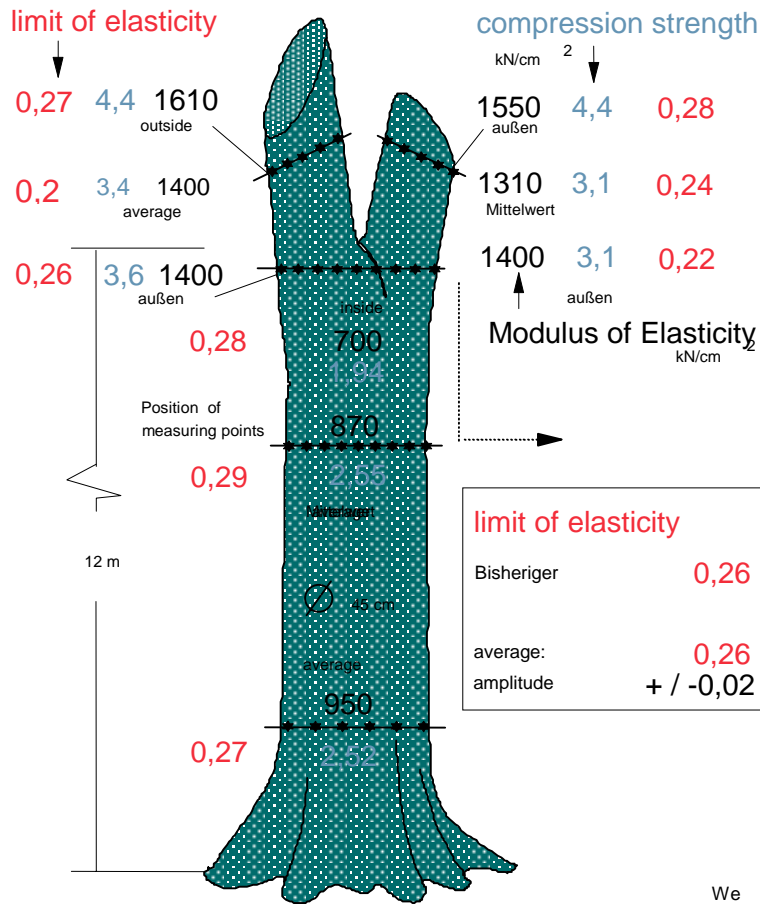 limit of elasticity
compression strength
kN/cm 2
0,27 4,4 1610
outside
1550 4,4 0,28
außen
0,2 3,4 1400
average
1310 3,1 0,24
Mittelwert
0,26 3,6 1400
außen
1400 3,1 0,22
außen
inside
0,28 700
1,94
Modulus of Elasticity
kN/cm 2
Position of
measuring points
870
0,29 2,55
Mittelwert
average
limit of elasticity
Bisheriger 0,26
12 m
45 cm
average: 0,26
average
amplitude + / -0,02
950
0,27 2,52
We